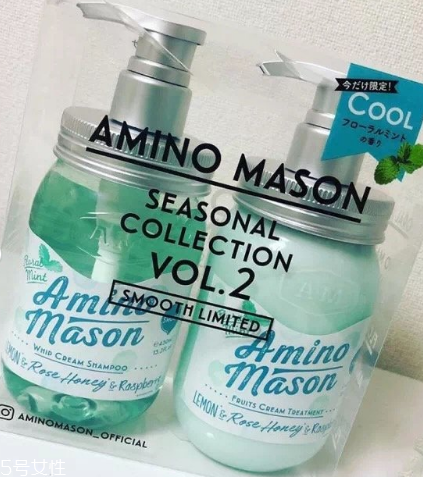 今だけ限定!
COOL
フローラルミント
の香り
AMINO MASON
SEASONAL
COLLECTION
VOL.2
SMOOTH LIMITED
Mint
Amino
Mason
WHIP CREAM SHAMPOO
LEMON & Rose Honey & Raspberry
Amino
Mason
FRUITS CREAM TREATMENT
LEMON & Rose Honey &
AMINOMASON_OFFICIAL
5号女性